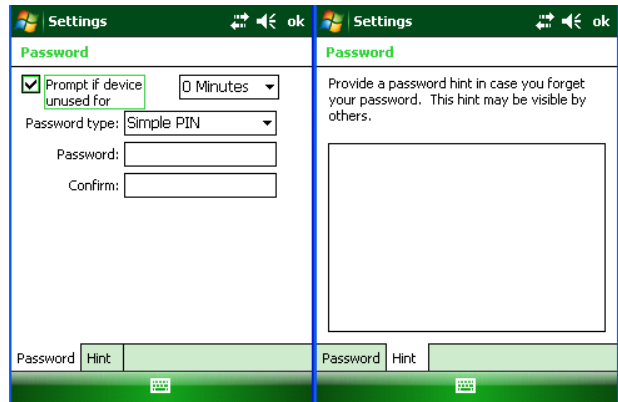 Settings ok
Password
Prompt if device
unused for
0 Minutes
Password type: Simple PIN
Password:
Confirm:
Password Hint
Settings ok
Password
Provide a password hint in case you forget
your password. This hint may be visible by
others.
Password Hint